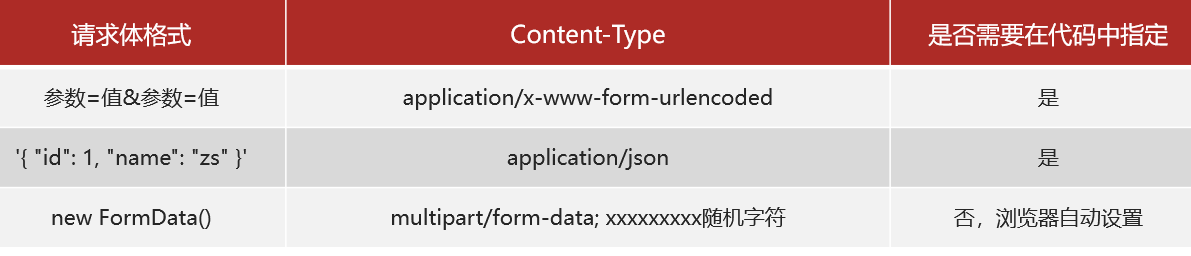 请求体格式 Content-Type 是否需要在代码中指定
参数=值&参数=值 application/x-www-form-urlencoded 是
'{ "id": 1, "name": "zs" }' application/json 是
new FormData() multipart/form-data; xxxxxxxxx随机字符 否，浏览器自动设置